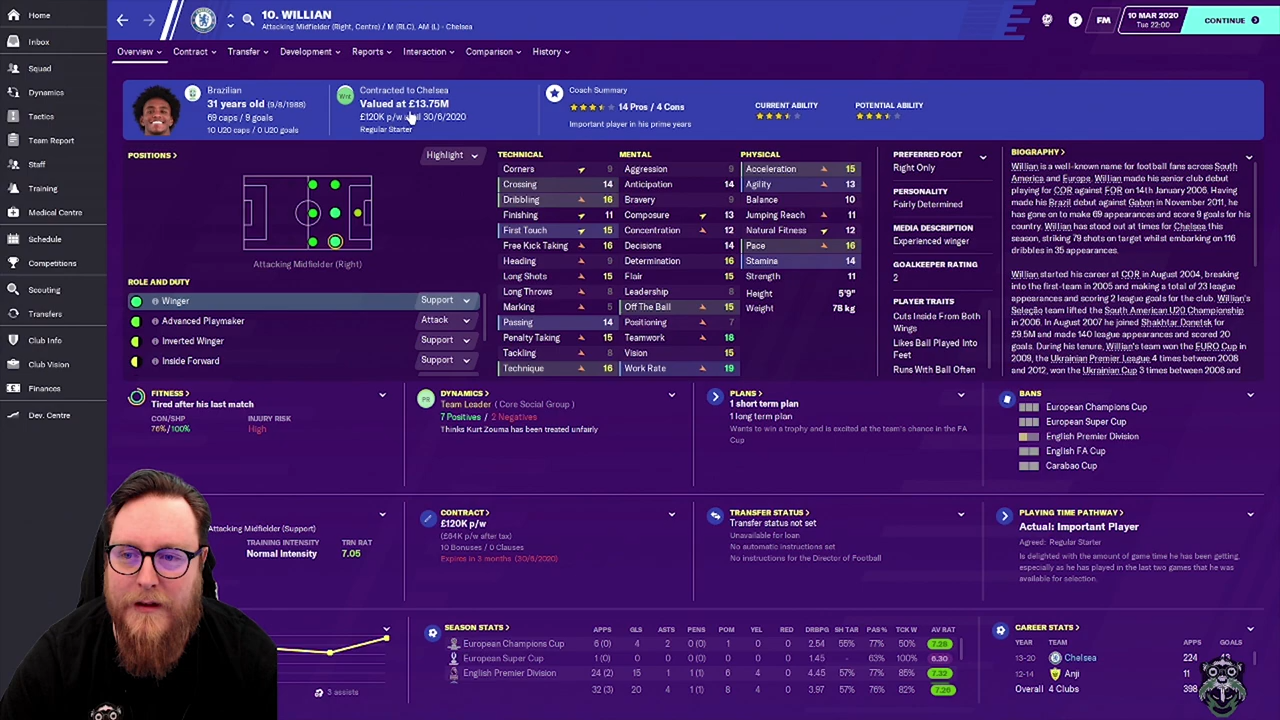 Home
Inbox
Squad
Dynamics
Tactics
Team Report
Staff
Training
Medical Centre
Schedule
Competitions
Scouting
Transfers
Club Info
Club Vision
Finances
Dev. Centre
10. WILLIAN
Attacking Midfielder (Right, Centre) / M (RLC), AM (L) - Chelsea
FM
10 MAR 2020
Tue 22:00
CONTINUE
Overview
Contract
Transfer
Development
Reports
Interaction
Comparison
History
Brazilian
31 years old (9/8/1988)
69 caps / 9 goals
10 U20 caps / 0 U20 goals
Wnt
Contracted to Chelsea
Valued at £13.75M
£120K p/w until 30/6/2020
Regular Starter
Coach Summary
14 Pros / 4 Cons
Important player in his prime years
CURRENT ABILITY
POTENTIAL ABILITY
POSITIONS
Highlight
Attacking Midfielder (Right)
ROLE AND DUTY
Winger Support
Advanced Playmaker Attack
Inverted Winger Support
Inside Forward Support
TECHNICAL
Corners 9
Crossing 14
Dribbling 16
Finishing 11
First Touch 15
Free Kick Taking 16
Heading 9
Long Shots 15
Long Throws 8
Marking 5
Passing 14
Penalty Taking 15
Tackling 8
Technique 16
MENTAL
Aggression 9
Anticipation 14
Bravery 9
Composure 13
Concentration 12
Decisions 14
Determination 16
Flair 15
Leadership 8
Off The Ball 15
Positioning 7
Teamwork 18
Vision 15
Work Rate 19
PHYSICAL
Acceleration 15
Agility 13
Balance 10
Jumping Reach 11
Natural Fitness 12
Pace 16
Stamina 14
Strength 11
Height 5'9"
Weight 78 kg
PREFERRED FOOT
Right Only
PERSONALITY
Fairly Determined
MEDIA DESCRIPTION
Experienced winger
GOALKEEPER RATING
2
PLAYER TRAITS
Cuts Inside From Both
Wings
Likes Ball Played Into
Feet
Runs With Ball Often
BIOGRAPHY
Willian is a well-known name for football fans across South
America and Europe. Willian made his senior club debut
playing for COR against FOR on 14th January 2006. Having
made his Brazil debut against Gabon in November 2011, he
has gone on to make 69 appearances and score 9 goals for
his country. Willian has stood out at times for Chelsea this
season, striking 79 shots on target whilst embarking on 116
dribbles in 35 appearances.
Willian started his career at COR in August 2004, breaking
into the first-team in 2005 and making a total of 23 league
appearances and scoring 2 league goals for the club. Willian's
Seleção team lifted the South American U20 Championship
in 2006. In August 2007 he joined Shakhtar Donetsk for
£9.5M and made 140 league appearances and scored 20
goals. During his tenure, Willian's team won the EURO Cup in
2009, the Ukrainian Premier League 4 times between 2008
and 2012, won the Ukrainian Cup 3 times between 2008 and
FITNESS
Tired after his last match
CON/SHP
76%/100%
INJURY RISK
High
DYNAMICS
PR
Team Leader ( Core Social Group )
7 Positives / 2 Negatives
Thinks Kurt Zouma has been treated unfairly
PLANS
1 short term plan
1 long term plan
Wants to win a trophy and is excited at the team's chance in the FA
Cup
BANS
European Champions Cup
European Super Cup
English Premier Division
English FA Cup
Carabao Cup
Attacking Midfielder (Support)
TRAINING INTENSITY
Normal Intensity
TRN RAT
7.05
CONTRACT
£120K p/w
(£64K p/w after tax)
10 Bonuses / 0 Clauses
Expires in 3 months (30/6/2020)
TRANSFER STATUS
Transfer status not set
Unavailable for loan
No automatic instructions set
No instructions for the Director of Football
PLAYING TIME PATHWAY
Actual: Important Player
Agreed: Regular Starter
Is delighted with the amount of game time he has been getting,
especially as he has played in the last two games that he was
available for selection.
3 assists
SEASON STATS
APPS GLS ASTS PENS POM YEL RED DRBPG SH TAR PAS% TCK W AV RAT
European Champions Cup 6 (0) 4 2 0 (0) 1 0 0 2.54 55% 77% 50% 7.28
European Super Cup 1 (0) 0 0 0 (0) 0 0 0 1.45 - 63% 100% 6.30
English Premier Division 24 (2) 15 1 1 (1) 6 4 0 4.45 57% 77% 85% 7.32
32 (3) 20 4 1 (1) 8 4 0 3.97 57% 76% 82% 7.26
CAREER STATS
YEAR TEAM APPS GOALS
13-20 Chelsea 224
12-14 Anji 11
Overall 4 Clubs 398